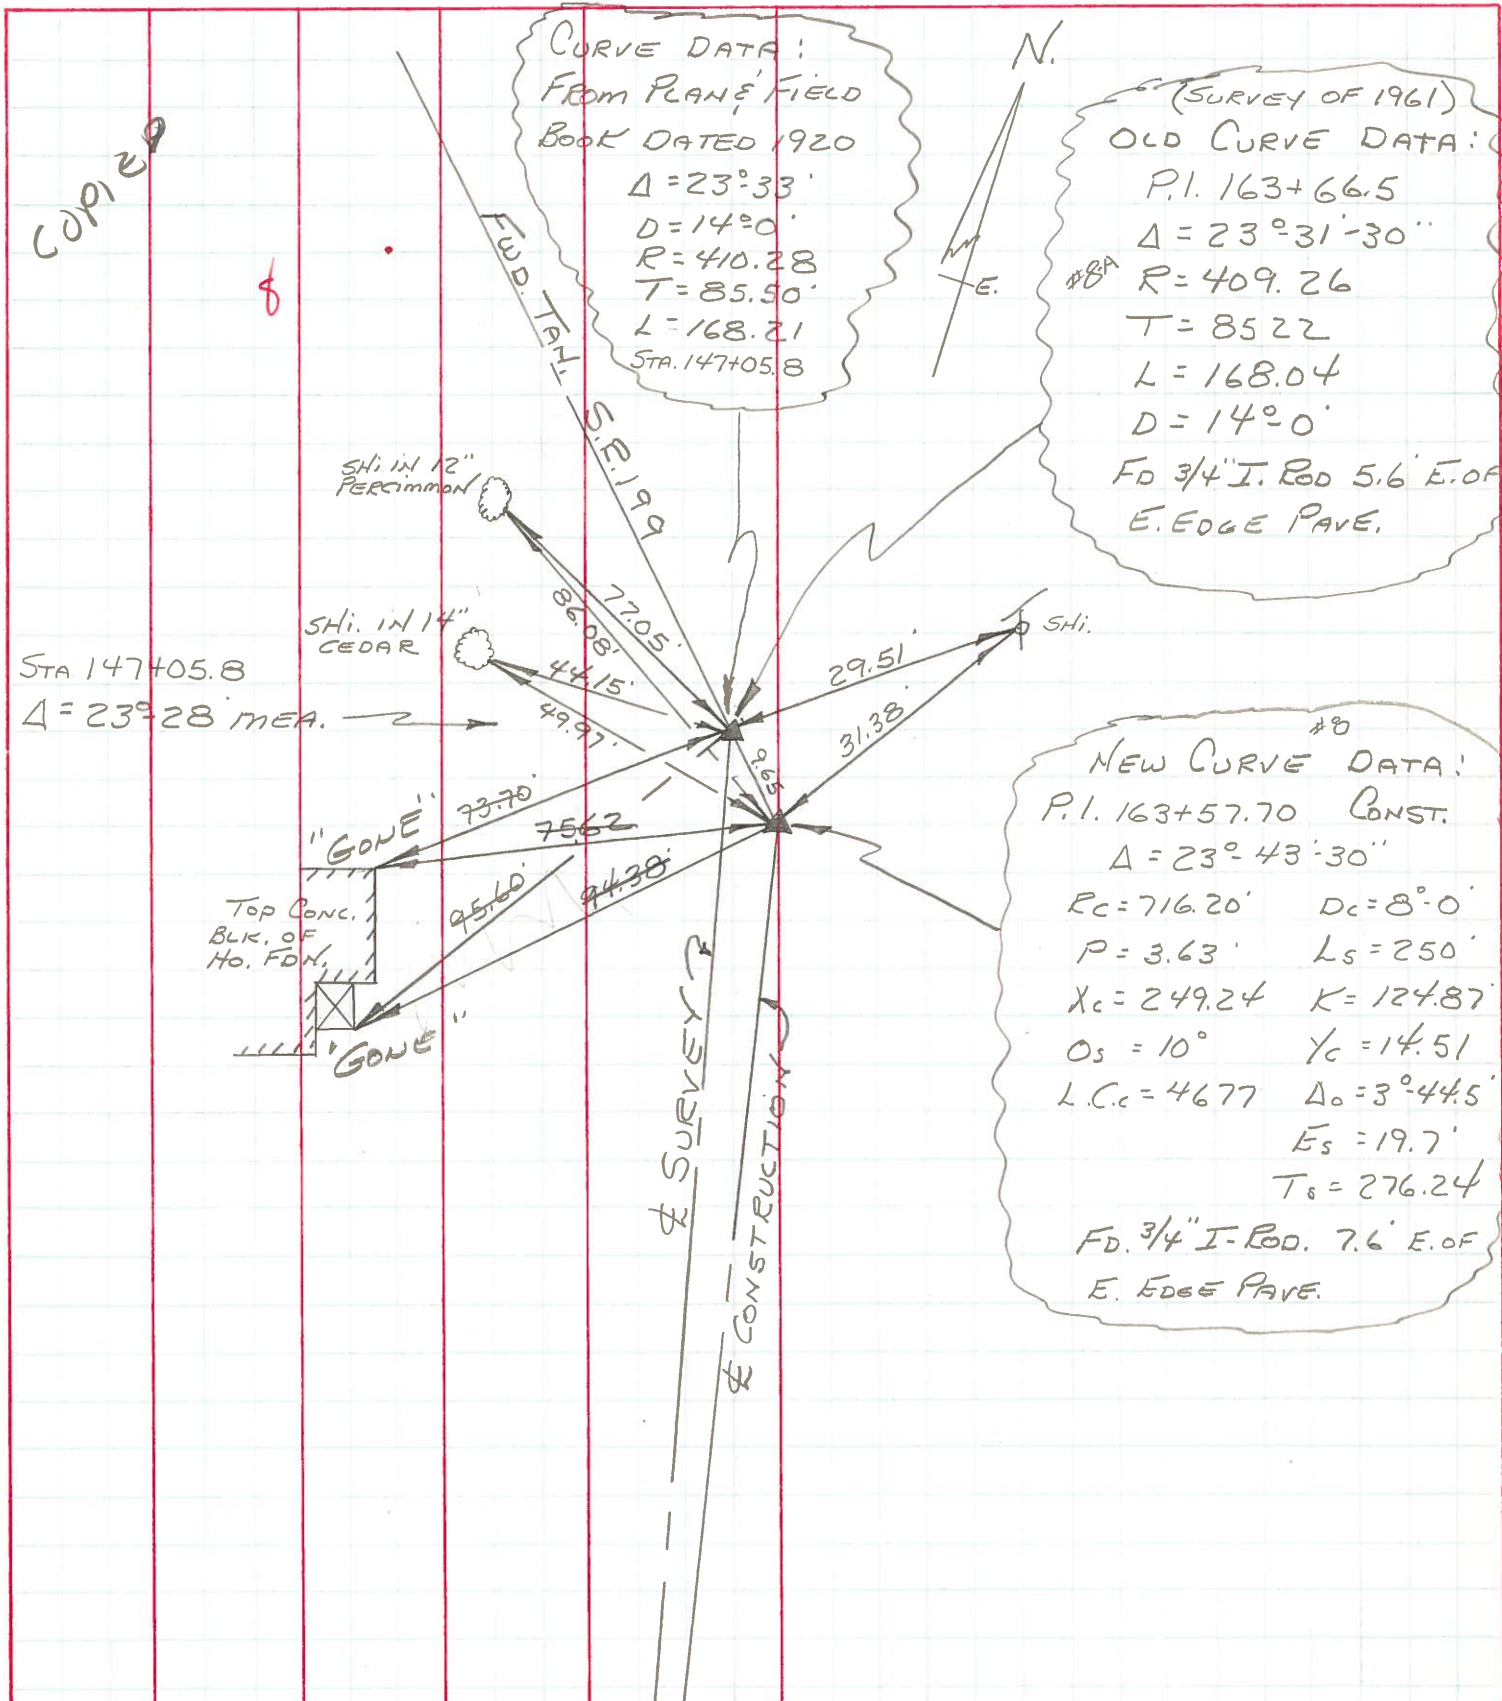 COPIED
8
CURVE DATA:
FROM PLAN & FIELD
BOOK DATED 1920
Δ = 23°-33'
D = 14°-0'
R = 410.28
T = 85.50'
L = 168.21
STA. 147+05.8
N.
E.
(SURVEY OF 1961)
OLD CURVE DATA:
P.I. 163+66.5
Δ = 23°-31'-30"
#8A R = 409.26
T = 85 22
L = 168.04
D = 14°-0'
FD 3/4" I. ROD 5.6' E. OF
E. EDGE PAVE.
FWD. TAN. S.R. 199
SHi IN 12"
PERCIMMON
77.05'
86.08'
SHi. IN 14"
CEDAR
44.15'
49.97'
STA 147+05.8
Δ = 23°-28' MEA.
29.51'
31.38'
SHi.
9.65
73.70'
75.62
95.60'
94.38'
"GONE"
TOP CONC.
BLK. OF
HO. FDN.
"GONE"
#8
NEW CURVE DATA:
P.I. 163+57.70 CONST.
Δ = 23°-43'-30"
Rc = 716.20' Dc = 8°-0'
P = 3.63' Ls = 250'
Xc = 249.24 K = 124.87'
Os = 10° Yc = 14.51
L.C.c = 46.77 Δo = 3°-44.5'
Es = 19.7'
Ts = 276.24
FD. 3/4" I-ROD. 7.6' E. OF
E. EDGE PAVE.
℄ SURVEY
℄ CONSTRUCTION